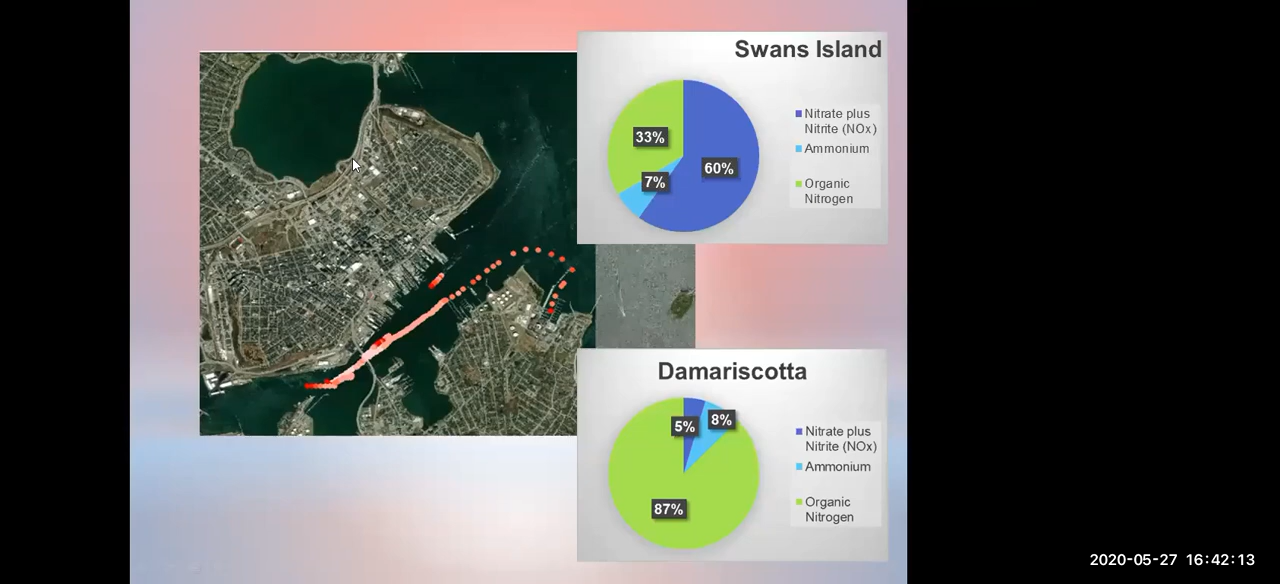 Swans Island
33%
7%
60%
Nitrate plus
Nitrite (NOx)
Ammonium
Organic
Nitrogen
Damariscotta
5%
8%
87%
Nitrate plus
Nitrite (NOx)
Ammonium
Organic
Nitrogen
2020-05-27 16:42:13